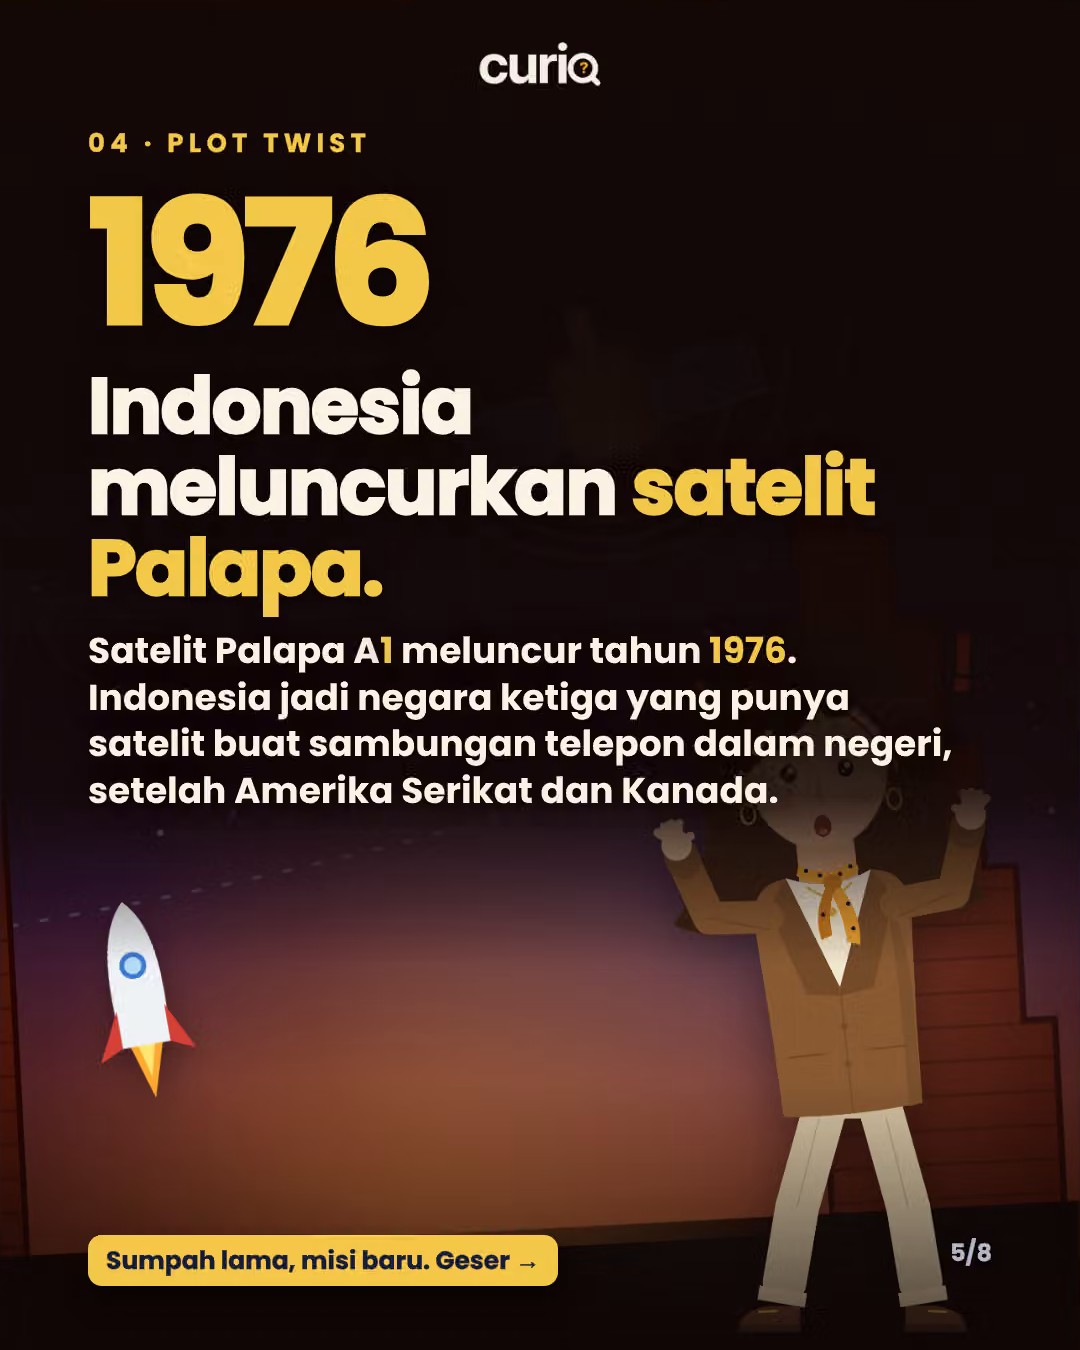 curiq
04 · PLOT TWIST
1976
Indonesia
meluncurkan satelit
Palapa.
Satelit Palapa A1 meluncur tahun 1976.
Indonesia jadi negara ketiga yang punya
satelit buat sambungan telepon dalam negeri,
setelah Amerika Serikat dan Kanada.
Sumpah lama, misi baru. Geser →
5/8